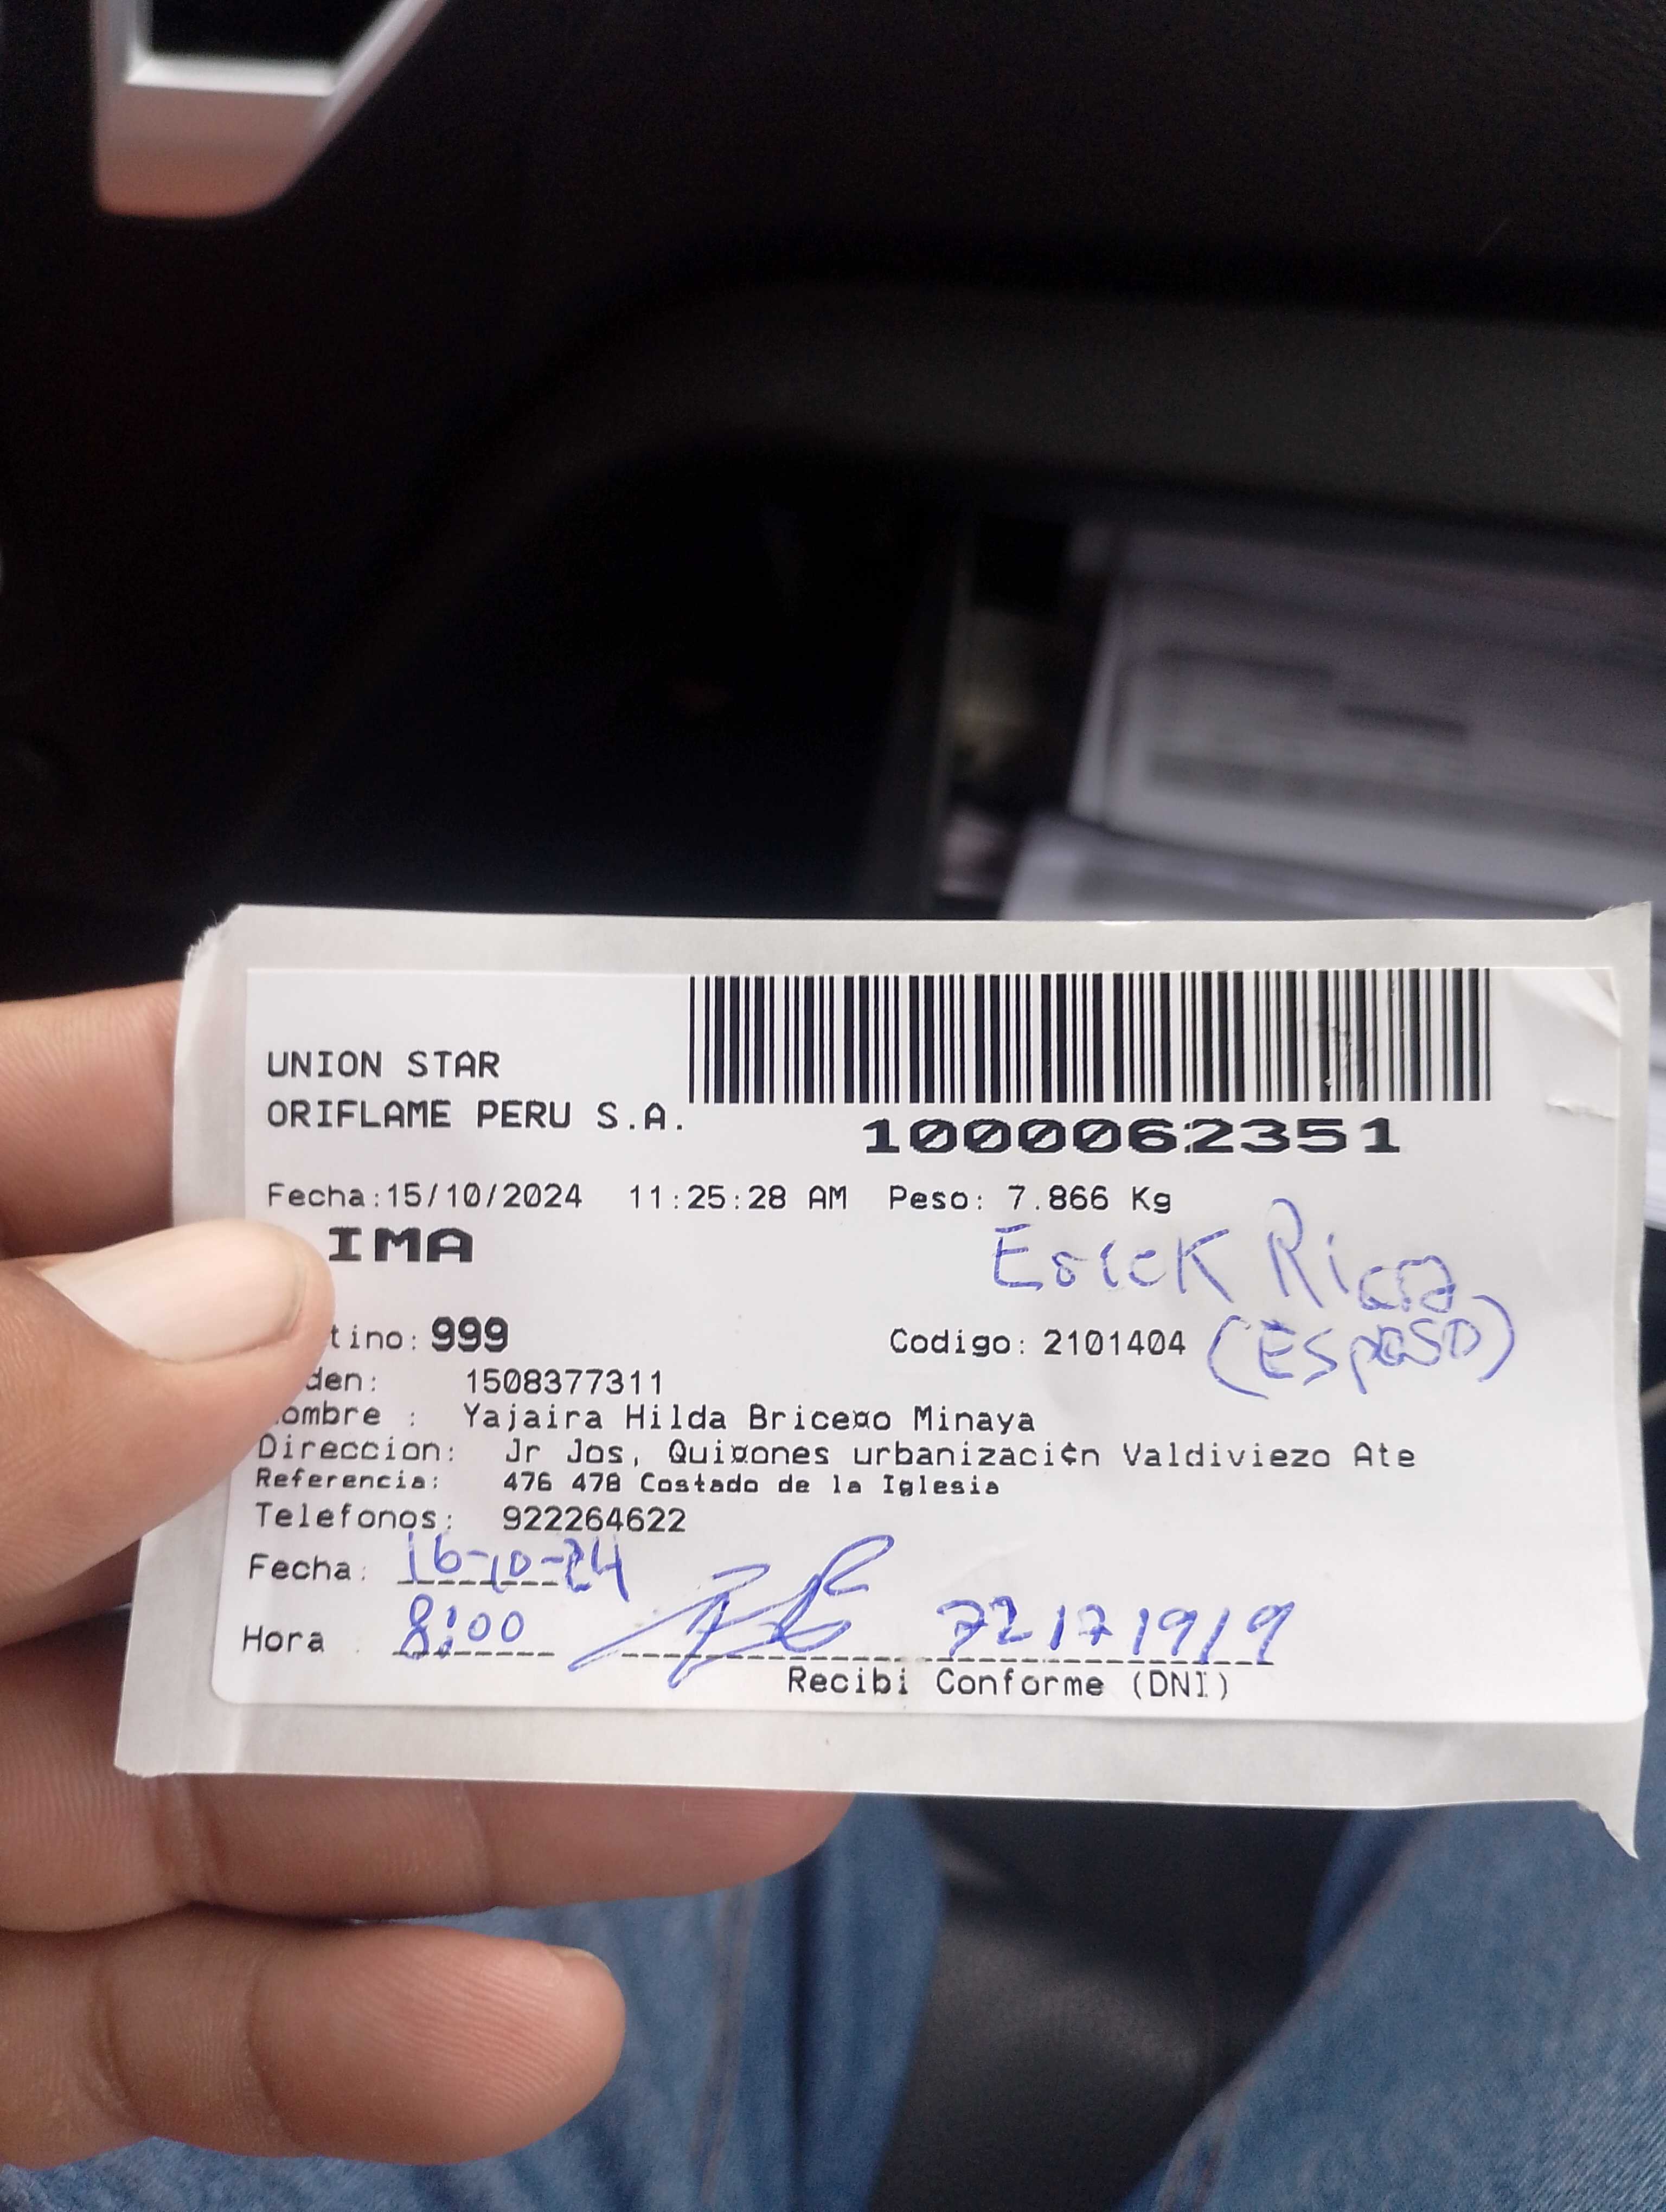 UNION STAR
ORIFLAME PERU S.A.
1000062351
Fecha:15/10/2024 11:25:28 AM Peso: 7.866 Kg
IMA
tino: 999 Codigo: 2101404 (Esposo)
den: 1508377311
ombre : Yajaira Hilda Brice¤o Minaya
Direccion: Jr Jos‚ Qui¤ones urbanizaci¢n Valdiviezo Ate
Referencia: 476 478 Costado de la Iglesia
Telefonos: 922264622
Fecha: 16-10-24
Hora 8:00 72171919
Recibi Conforme (DNI)